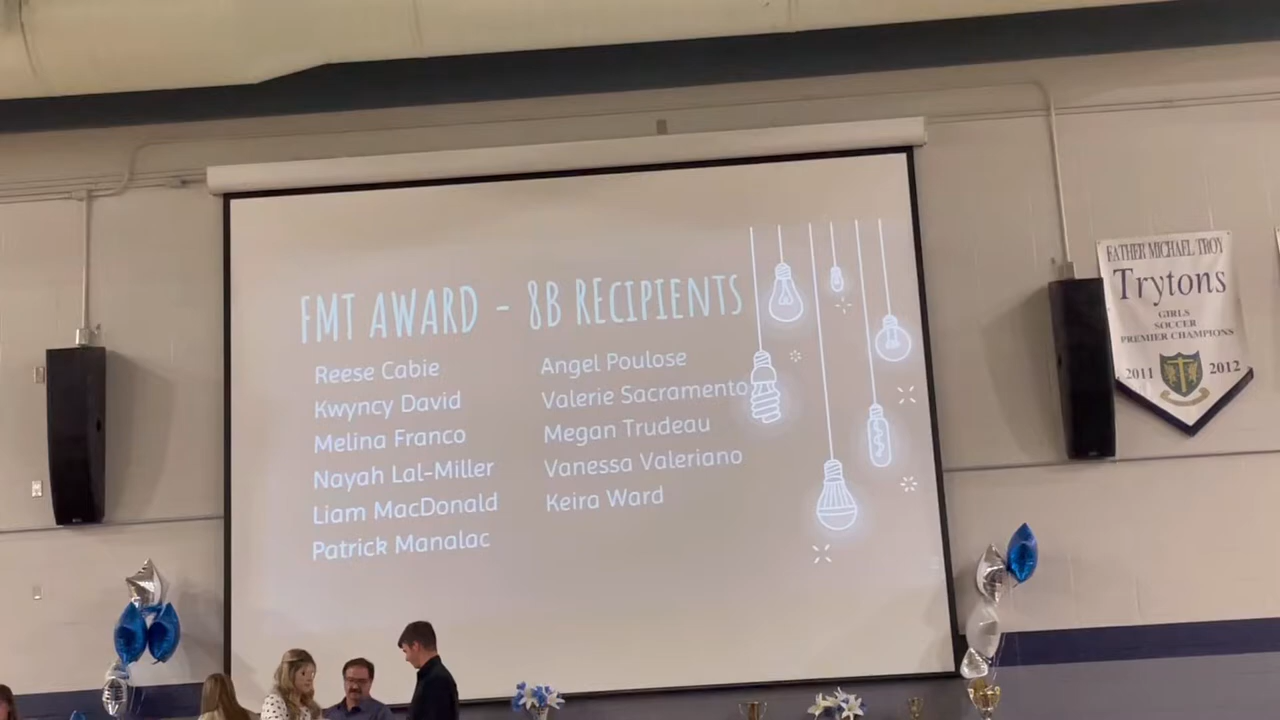 FMT AWARD - 8B RECIPIENTS
Reese Cabie
Kwyncy David
Melina Franco
Nayah Lal-Miller
Liam MacDonald
Patrick Manalac
Angel Poulose
Valerie Sacramento
Megan Trudeau
Vanessa Valeriano
Keira Ward
FATHER MICHAEL TROY
Trytons
GIRLS
SOCCER
PREMIER CHAMPIONS
2011 2012